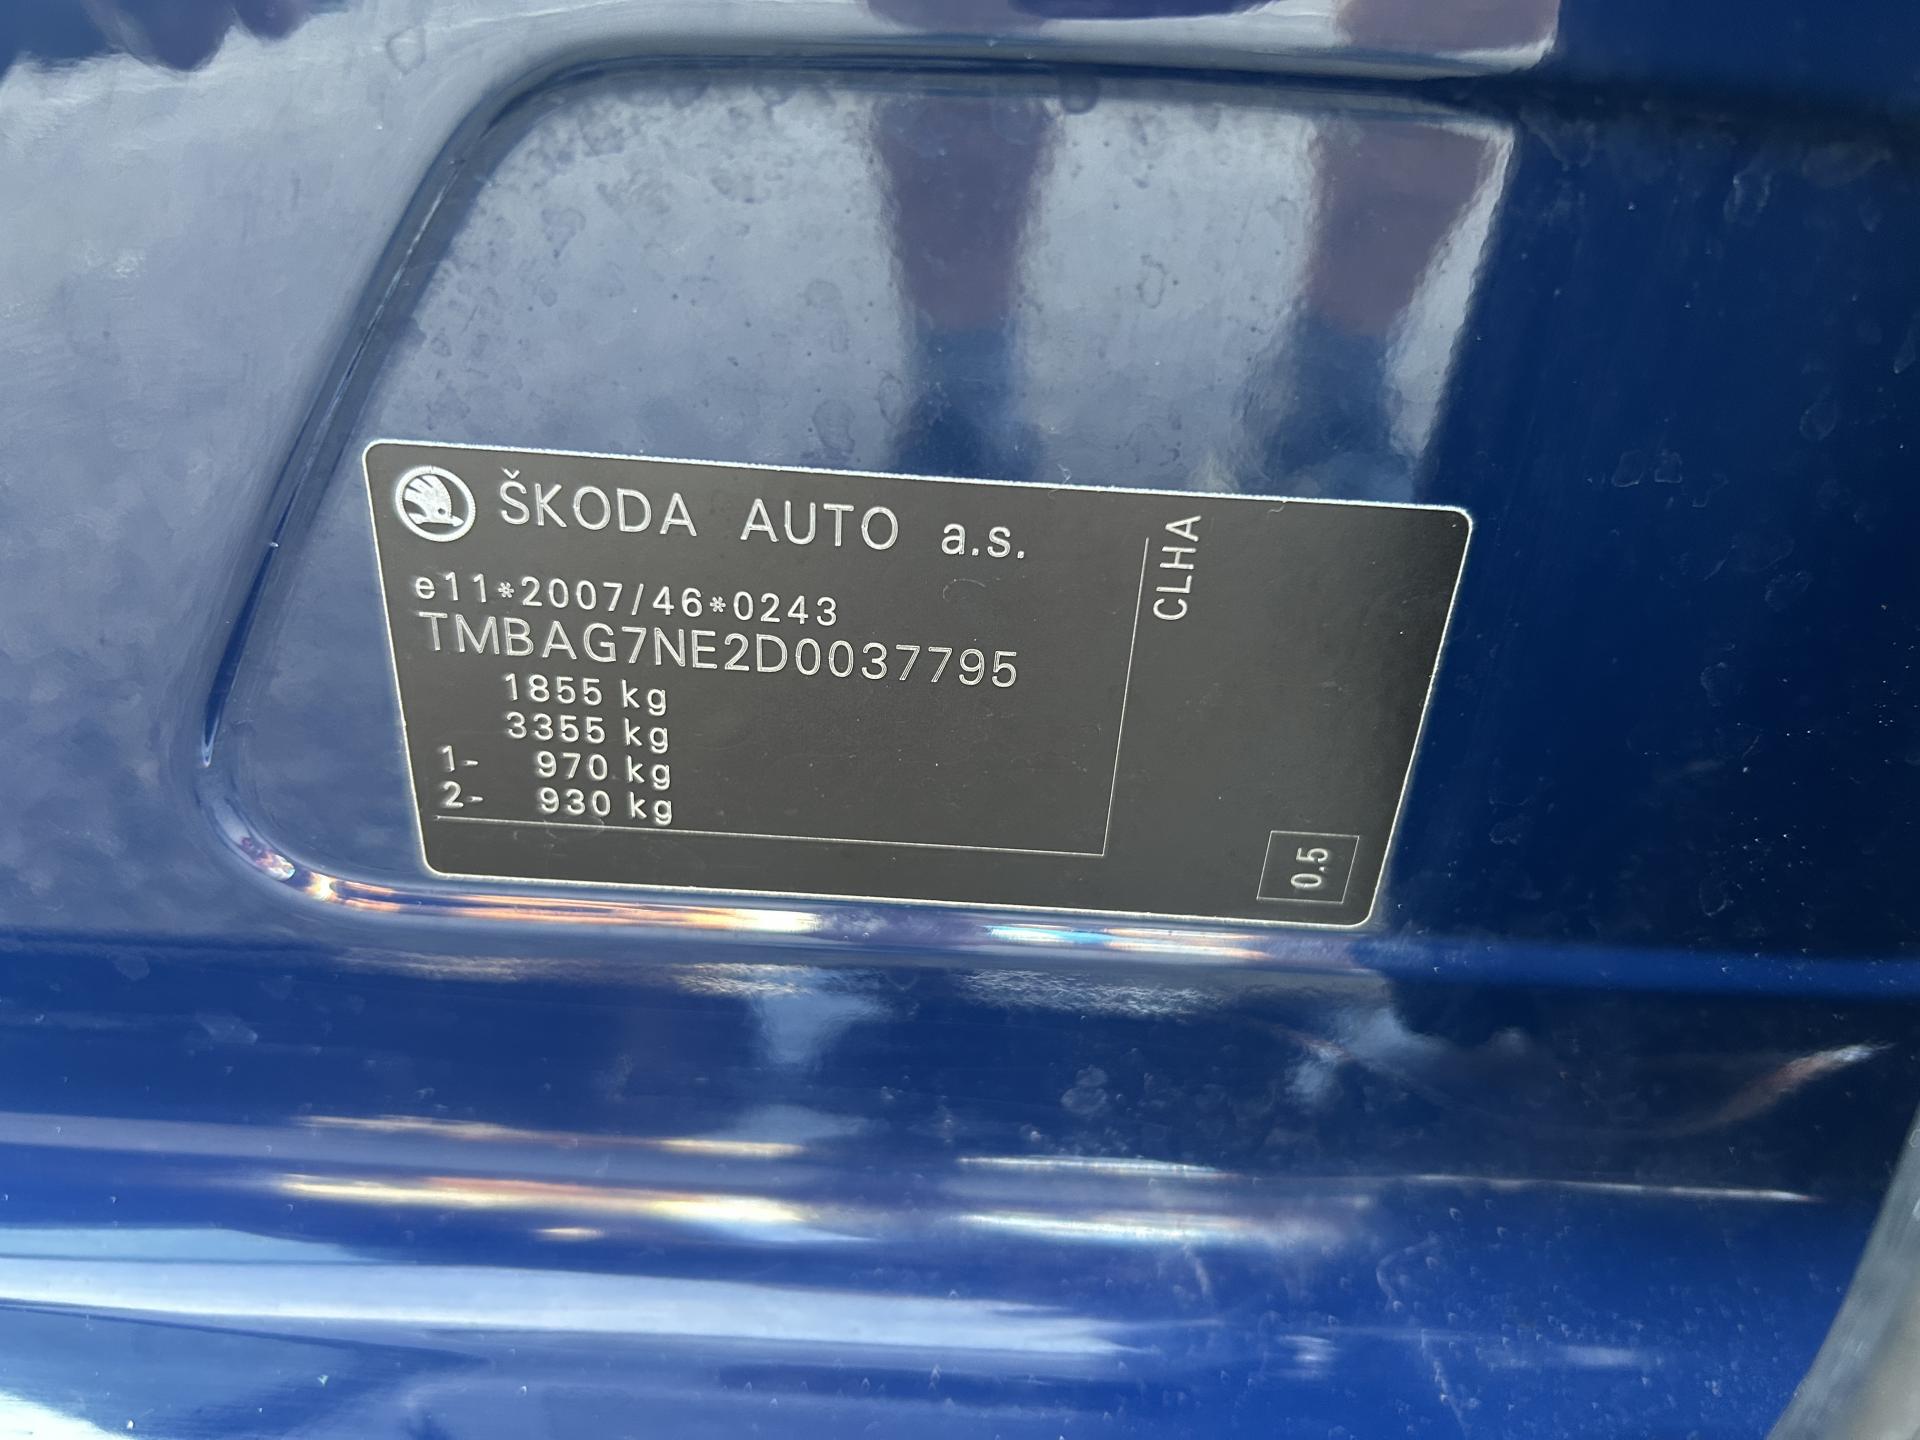 ŠKODA AUTO a.s.
e11*2007/46*0243
TMBAG7NE2D0037795
1855 kg
3355 kg
1- 970 kg
2- 930 kg
CLHA
0.5